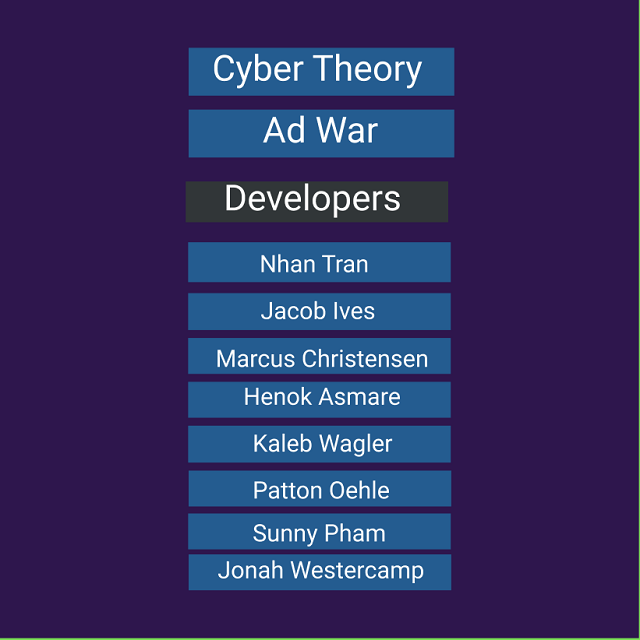 Cyber Theory
Ad War
Developers
Nhan Tran
Jacob Ives
Marcus Christensen
Henok Asmare
Kaleb Wagler
Patton Oehle
Sunny Pham
Jonah Westercamp